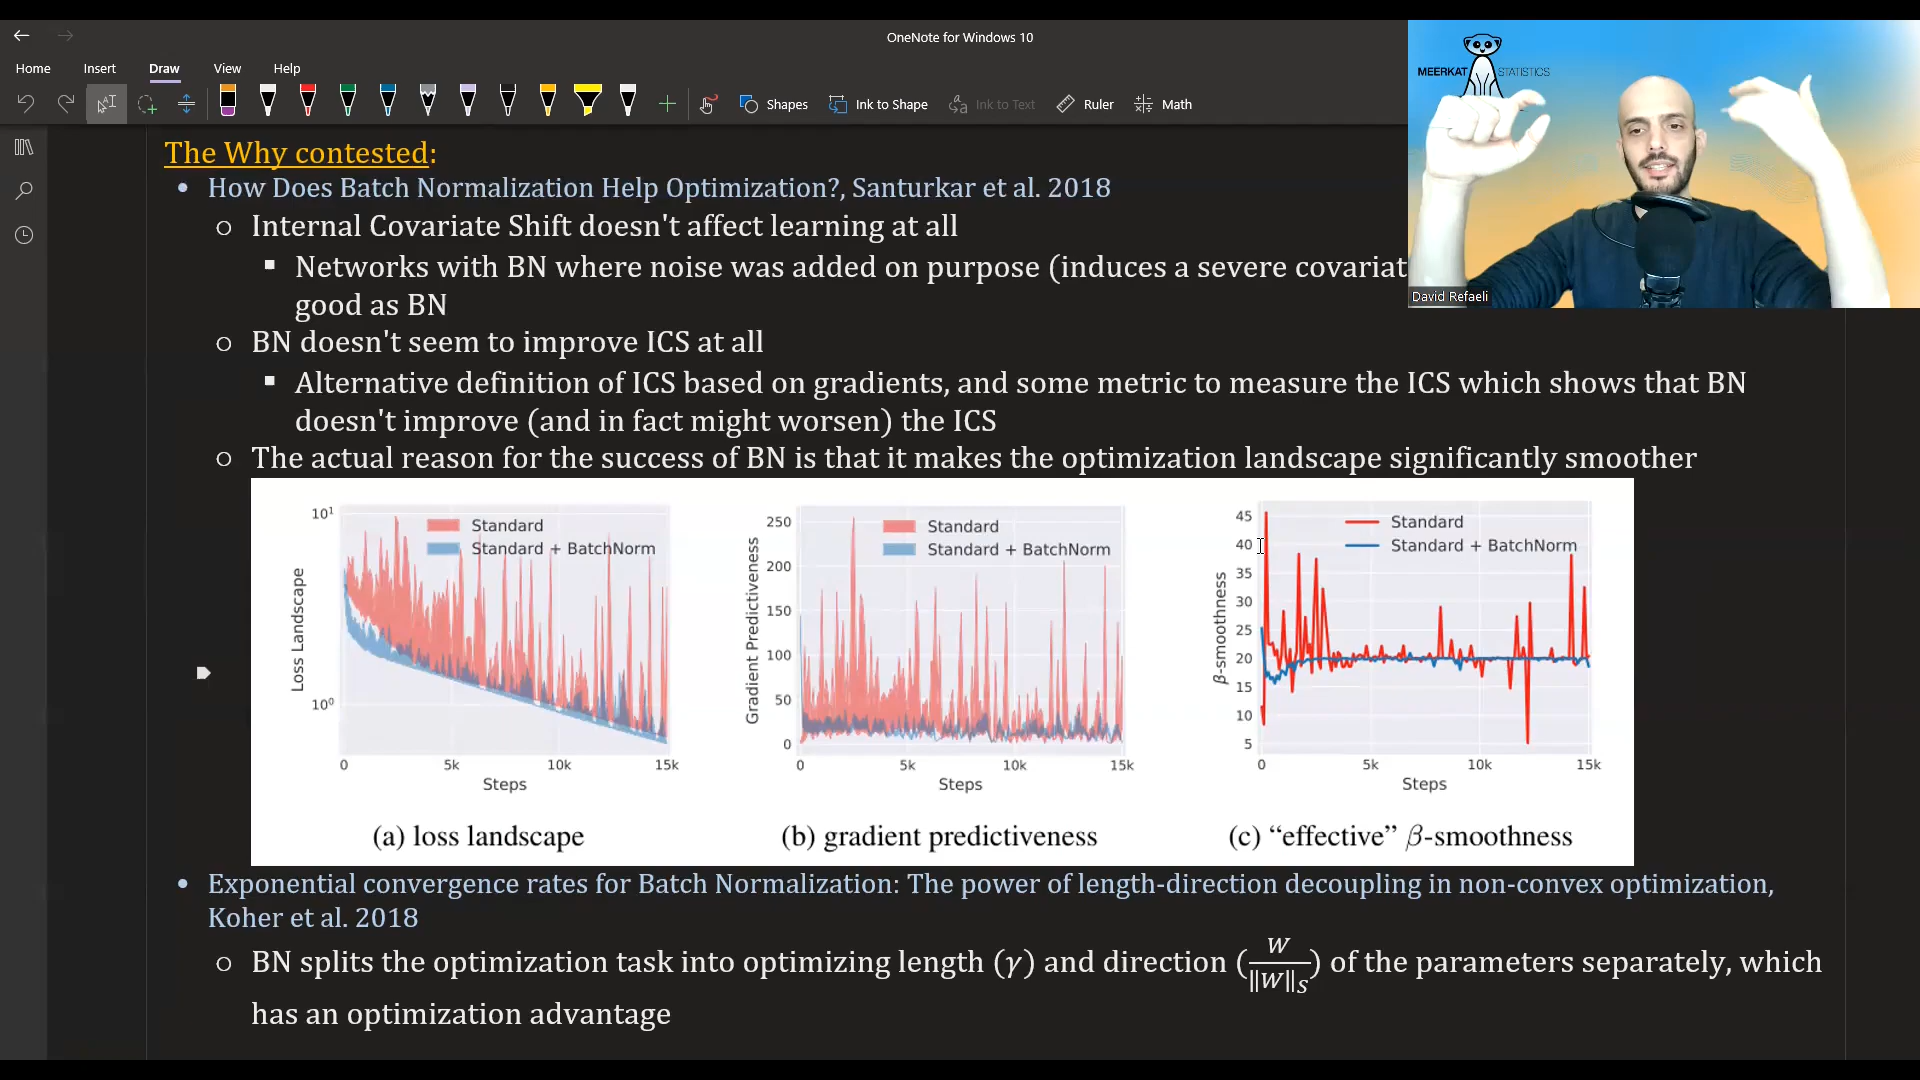 OneNote for Windows 10
Home Insert Draw View Help
Shapes Ink to Shape Ink to Text Ruler Math
MEERKAT STATISTICS
David Refaeli
The Why contested:
• How Does Batch Normalization Help Optimization?, Santurkar et al. 2018
o Internal Covariate Shift doesn't affect learning at all
▪ Networks with BN where noise was added on purpose (induces a severe covariat
good as BN
o BN doesn't seem to improve ICS at all
▪ Alternative definition of ICS based on gradients, and some metric to measure the ICS which shows that BN
doesn't improve (and in fact might worsen) the ICS
o The actual reason for the success of BN is that it makes the optimization landscape significantly smoother
Loss Landscape
10¹
10⁰
Standard
Standard + BatchNorm
0 5k 10k 15k
Steps
(a) loss landscape
Gradient Predictiveness
250
200
150
100
50
0
Standard
Standard + BatchNorm
0 5k 10k 15k
Steps
(b) gradient predictiveness
β-smoothness
45
40
35
30
25
20
15
10
5
Standard
Standard + BatchNorm
0 5k 10k 15k
Steps
(c) “effective” β-smoothness
• Exponential convergence rates for Batch Normalization: The power of length-direction decoupling in non-convex optimization,
Koher et al. 2018
o BN splits the optimization task into optimizing length (γ) and direction (W/‖W‖S) of the parameters separately, which
has an optimization advantage